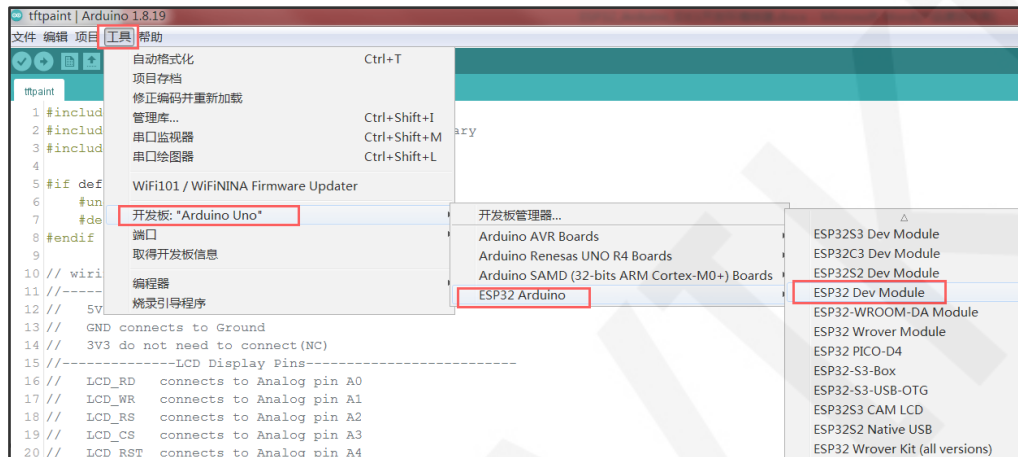 tftpaint | Arduino 1.8.19
文件 编辑 项目 工具 帮助
tftpaint
自动格式化 Ctrl+T
项目存档
修正编码并重新加载
管理库... Ctrl+Shift+I
串口监视器 Ctrl+Shift+M
串口绘图器 Ctrl+Shift+L
WiFi101 / WiFiNINA Firmware Updater
开发板: "Arduino Uno"
端口
取得开发板信息
编程器
烧录引导程序
开发板管理器...
Arduino AVR Boards
Arduino Renesas UNO R4 Boards
Arduino SAMD (32-bits ARM Cortex-M0+) Boards
ESP32 Arduino
ESP32S3 Dev Module
ESP32C3 Dev Module
ESP32S2 Dev Module
ESP32 Dev Module
ESP32-WROOM-DA Module
ESP32 Wrover Module
ESP32 PICO-D4
ESP32-S3-Box
ESP32-S3-USB-OTG
ESP32S3 CAM LCD
ESP32S2 Native USB
ESP32 Wrover Kit (all versions)
1 #includ
2 #includ ary
3 #includ
4
5 #if def
6 #un
7 #de
8 #endif
9
10 // wiri
11 //----
12 // 5V
13 // GND connects to Ground
14 // 3V3 do not need to connect(NC)
15 //--------------LCD Display Pins--------------------------
16 // LCD_RD connects to Analog pin A0
17 // LCD_WR connects to Analog pin A1
18 // LCD_RS connects to Analog pin A2
19 // LCD_CS connects to Analog pin A3
20 // LCD_RST connects to Analog pin A4